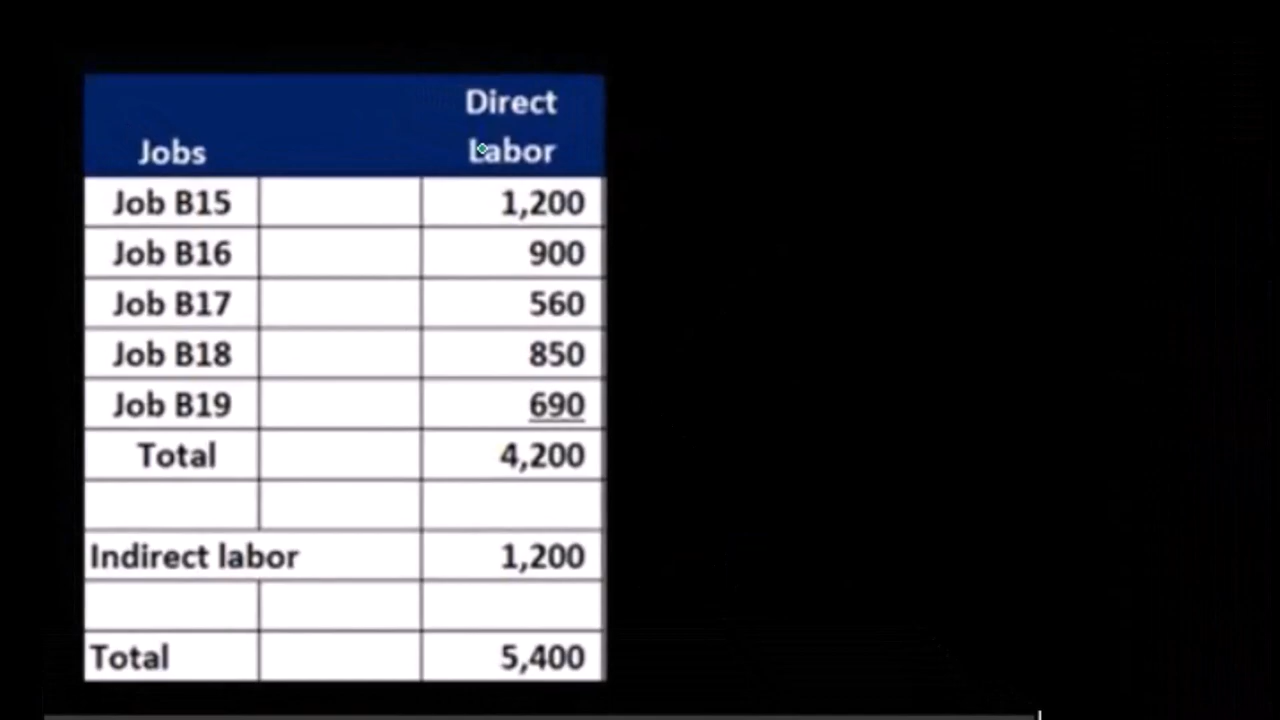 Direct
Jobs Labor
Job B15 1,200
Job B16 900
Job B17 560
Job B18 850
Job B19 690
Total 4,200
Indirect labor 1,200
Total 5,400